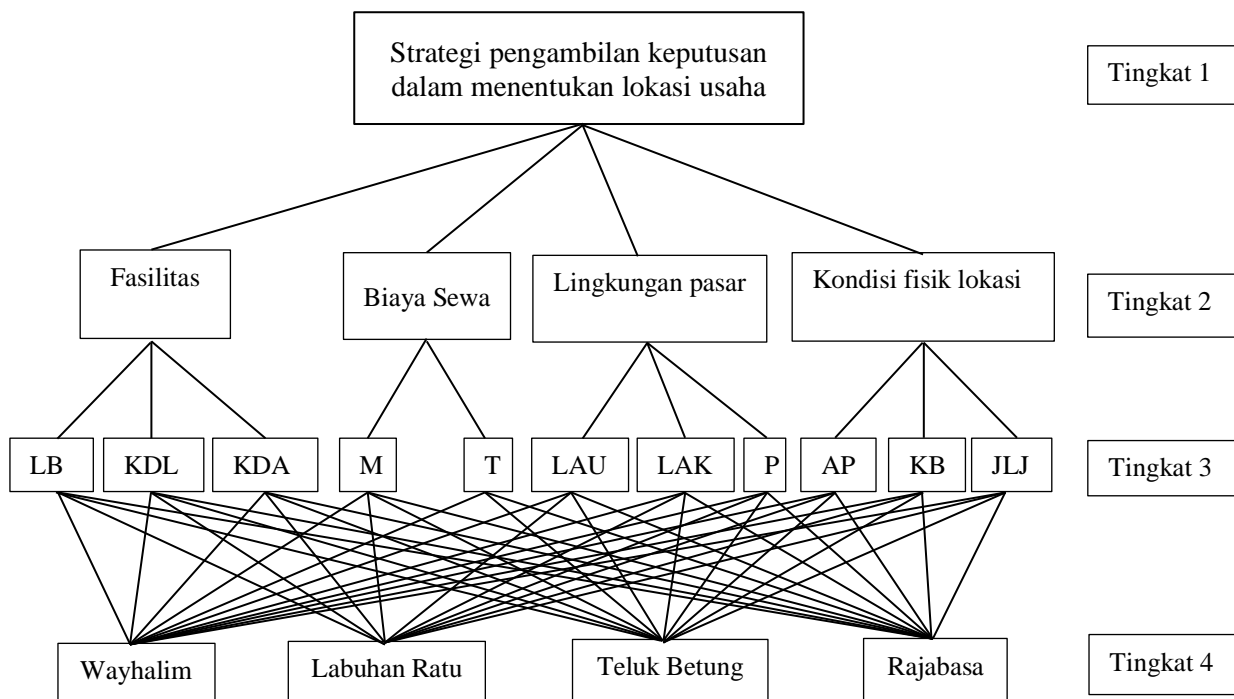 Strategi pengambilan keputusan
dalam menentukan lokasi usaha
Tingkat 1
Fasilitas
Biaya Sewa
Lingkungan pasar
Kondisi fisik lokasi
Tingkat 2
LB
KDL
KDA
M
T
LAU
LAK
P
AP
KB
JLJ
Tingkat 3
Wayhalim
Labuhan Ratu
Teluk Betung
Rajabasa
Tingkat 4